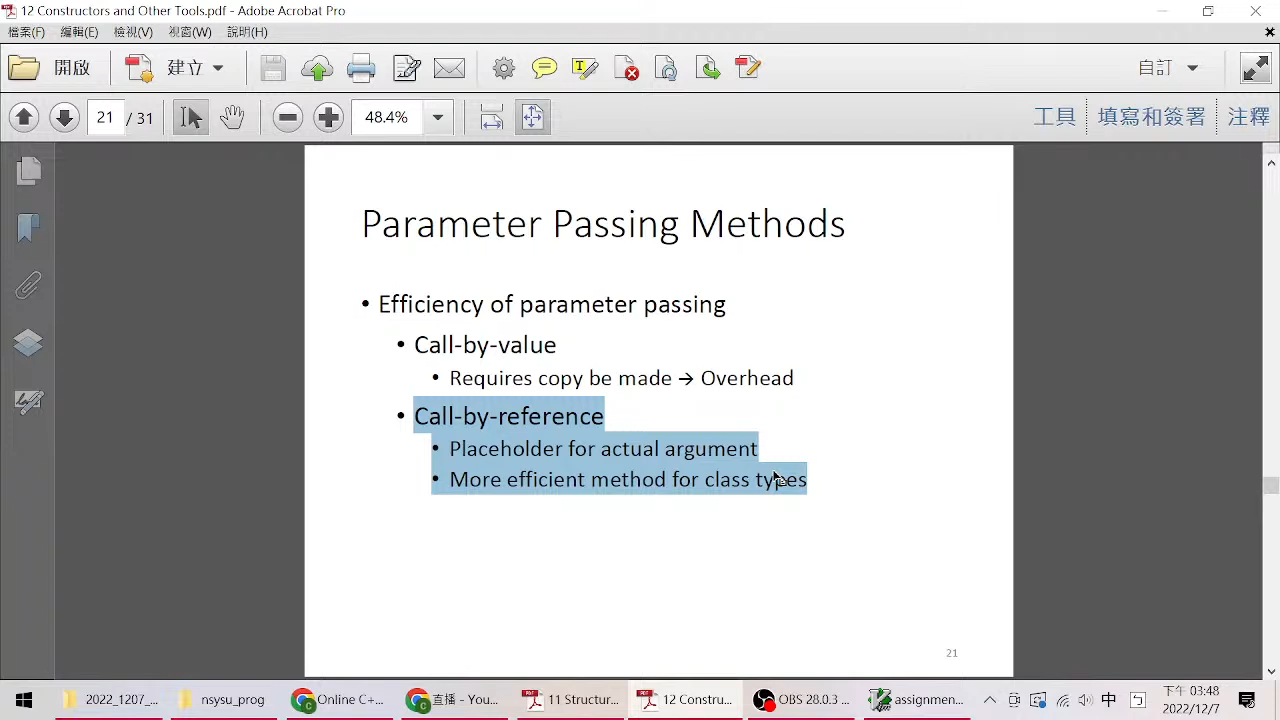 12 Constructors and Other Tools.pdf - Adobe Acrobat Pro
檔案(F) 編輯(E) 檢視(V) 視窗(W) 說明(H)
開啟 建立 自訂
21 / 31 48.4% 工具 填寫和簽署 注釋
Parameter Passing Methods
• Efficiency of parameter passing
• Call-by-value
• Requires copy be made → Overhead
• Call-by-reference
• Placeholder for actual argument
• More efficient method for class types
21
2022_1207... nsysu_prog Online C+... 直播 - You... 11 Structur... 12 Constru... OBS 28.0.3 ... assignmen... 中 下午 03:48
2022/12/7